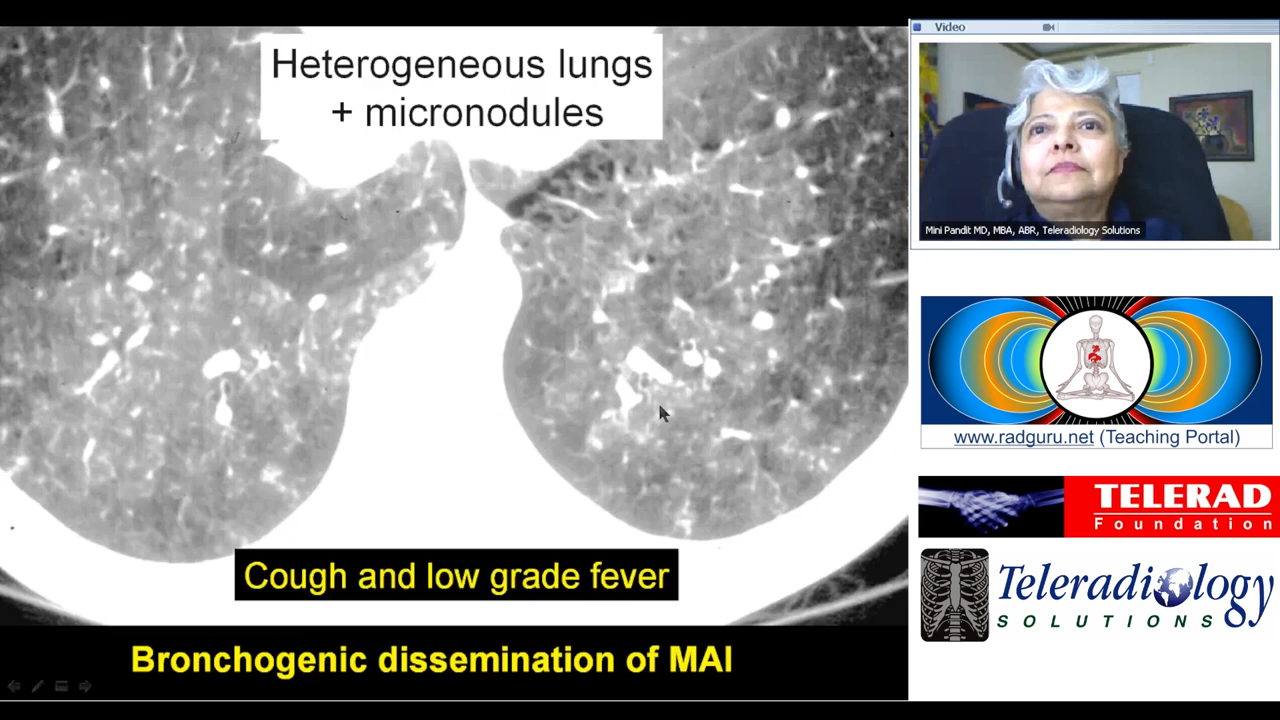 Heterogeneous lungs
+ micronodules
Cough and low grade fever
Bronchogenic dissemination of MAI
Video
Mini Pandit MD, MBA, ABR, Teleradiology Solutions
www.radguru.net (Teaching Portal)
TELERAD
Foundation
Teleradiology
SOLUTIONS